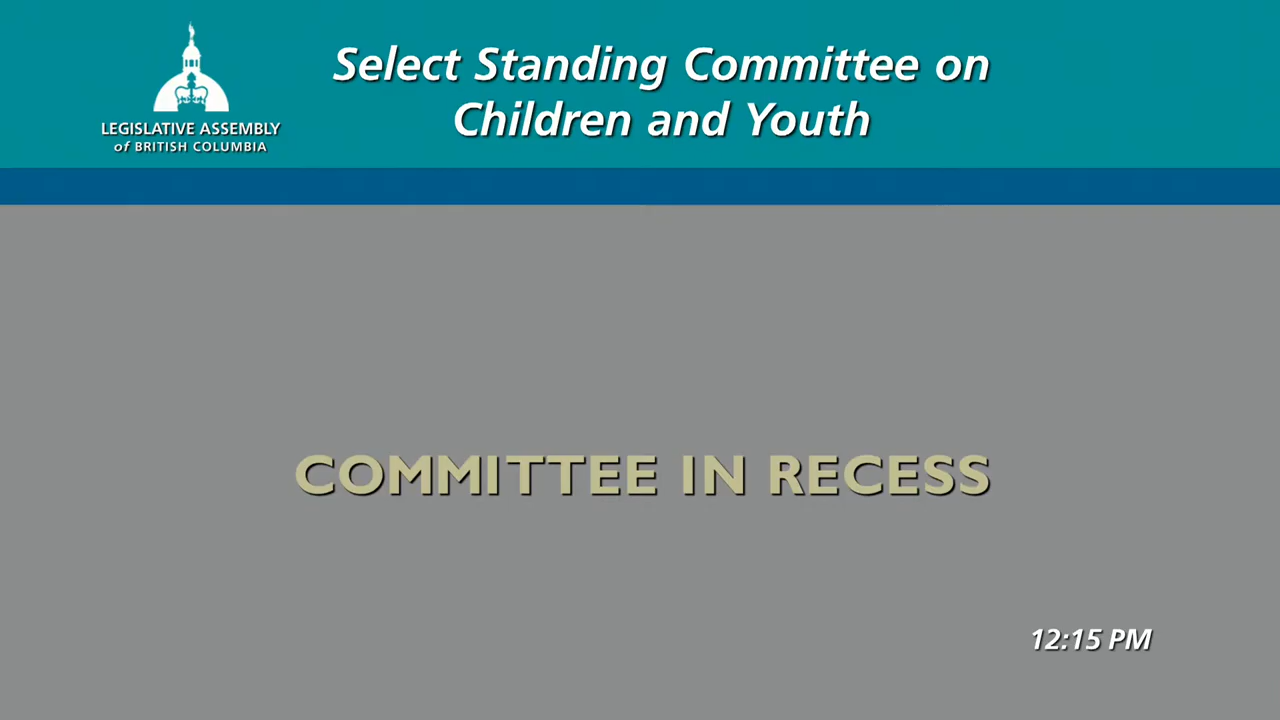 Select Standing Committee on
Children and Youth
LEGISLATIVE ASSEMBLY
of BRITISH COLUMBIA
COMMITTEE IN RECESS
12:15 PM